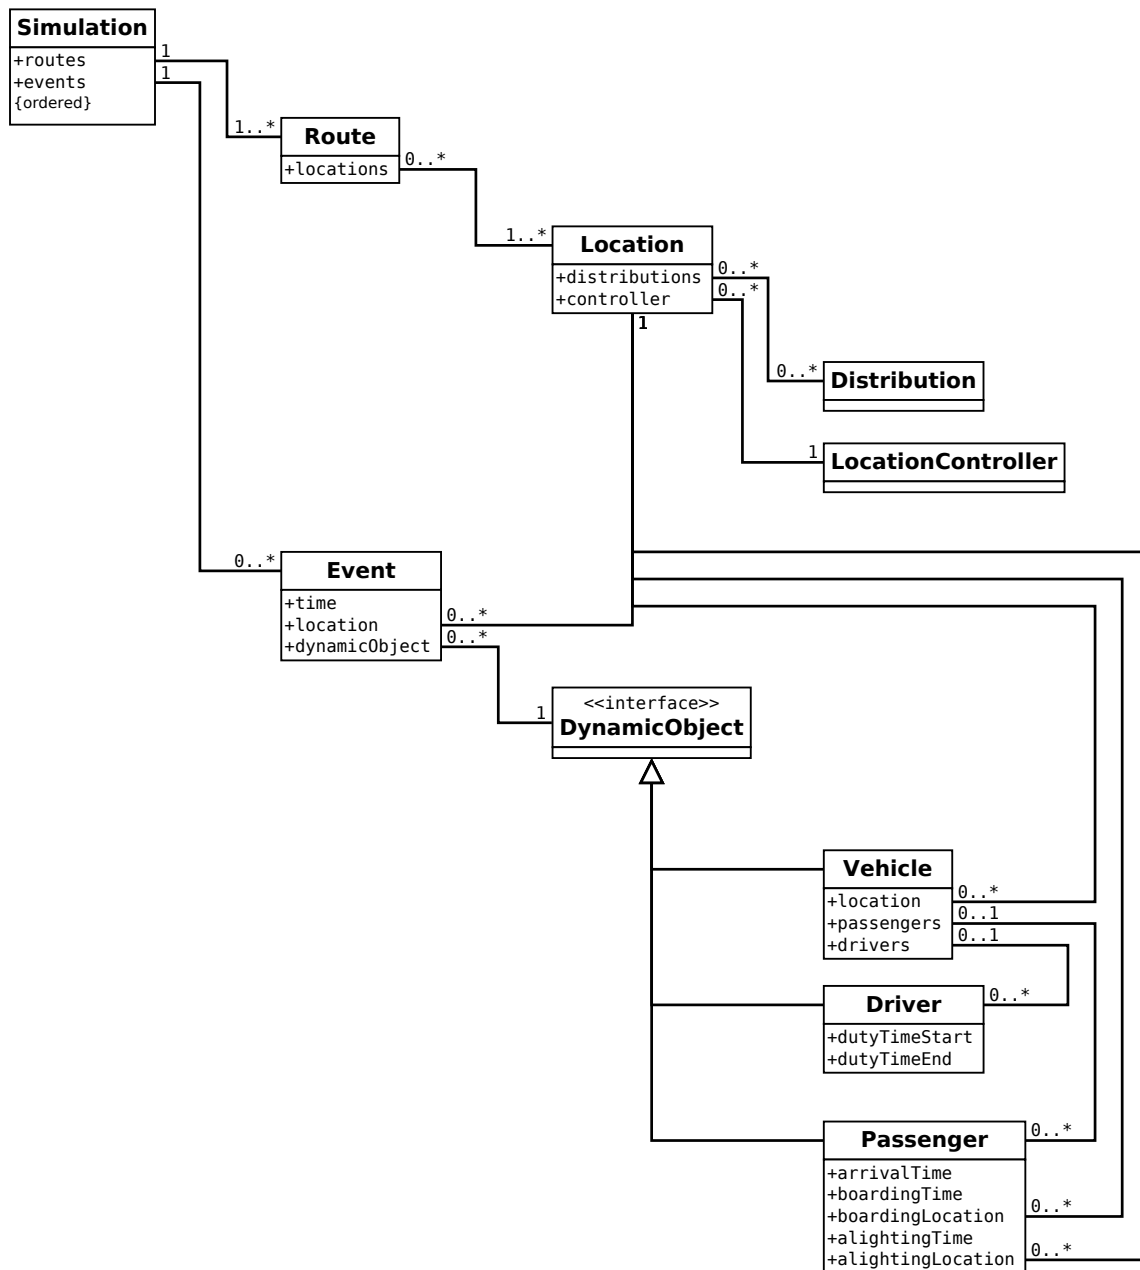 Simulation
+routes
+events
{ordered}
1
1
1..*
Route
+locations
0..*
1..*
Location
+distributions
+controller
0..*
0..*
1
0..*
Distribution
1
LocationController
0..*
Event
+time
+location
+dynamicObject
0..*
0..*
1
<<interface>>
DynamicObject
Vehicle
+location
+passengers
+drivers
0..*
0..1
0..1
Driver
+dutyTimeStart
+dutyTimeEnd
0..*
Passenger
+arrivalTime
+boardingTime
+boardingLocation
+alightingTime
+alightingLocation
0..*
0..*
0..*